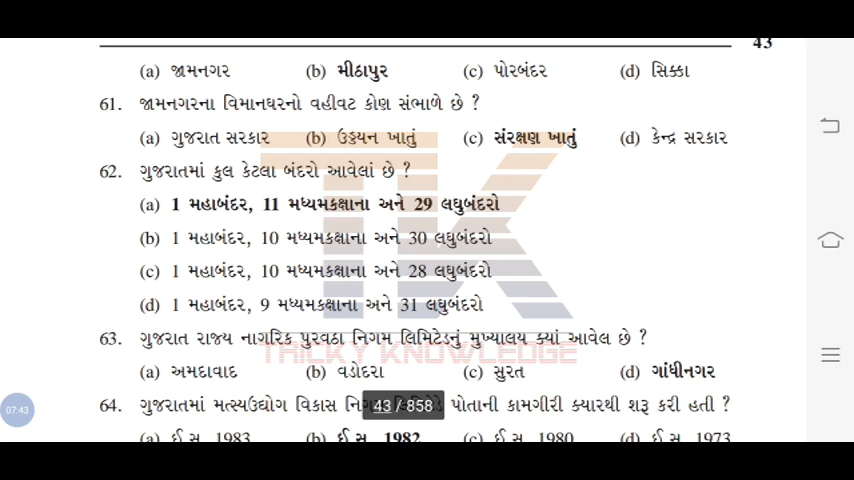 43
(a) જામનગર (b) મીઠાપુર (c) પોરબંદર (d) સિક્કા
61. જામનગરના વિમાનઘરનો વહીવટ કોણ સંભાળે છે ?
(a) ગુજરાત સરકાર (b) ઉડ્ડયન ખાતું (c) સંરક્ષણ ખાતું (d) કેન્દ્ર સરકાર
62. ગુજરાતમાં કુલ કેટલા બંદરો આવેલાં છે ?
(a) 1 મહાબંદર, 11 મધ્યમકક્ષાના અને 29 લઘુબંદરો
(b) 1 મહાબંદર, 10 મધ્યમકક્ષાના અને 30 લઘુબંદરો
(c) 1 મહાબંદર, 10 મધ્યમકક્ષાના અને 28 લઘુબંદરો
(d) 1 મહાબંદર, 9 મધ્યમકક્ષાના અને 31 લઘુબંદરો
63. ગુજરાત રાજ્ય નાગરિક પુરવઠા નિગમ લિમિટેડનું મુખ્યાલય ક્યાં આવેલ છે ?
TRICKY KNOWLEDGE
(a) અમદાવાદ (b) વડોદરા (c) સુરત (d) ગાંધીનગર
07:43
43 / 858
64. ગુજરાતમાં મત્સ્યઉદ્યોગ વિકાસ પોતાની કામગીરી ક્યારથી શરૂ કરી હતી ?
(a) ઈ.સ. 1983 (b) ઈ.સ. 1982 (c) ઈ.સ. 1980 (d) ઈ.સ. 1973